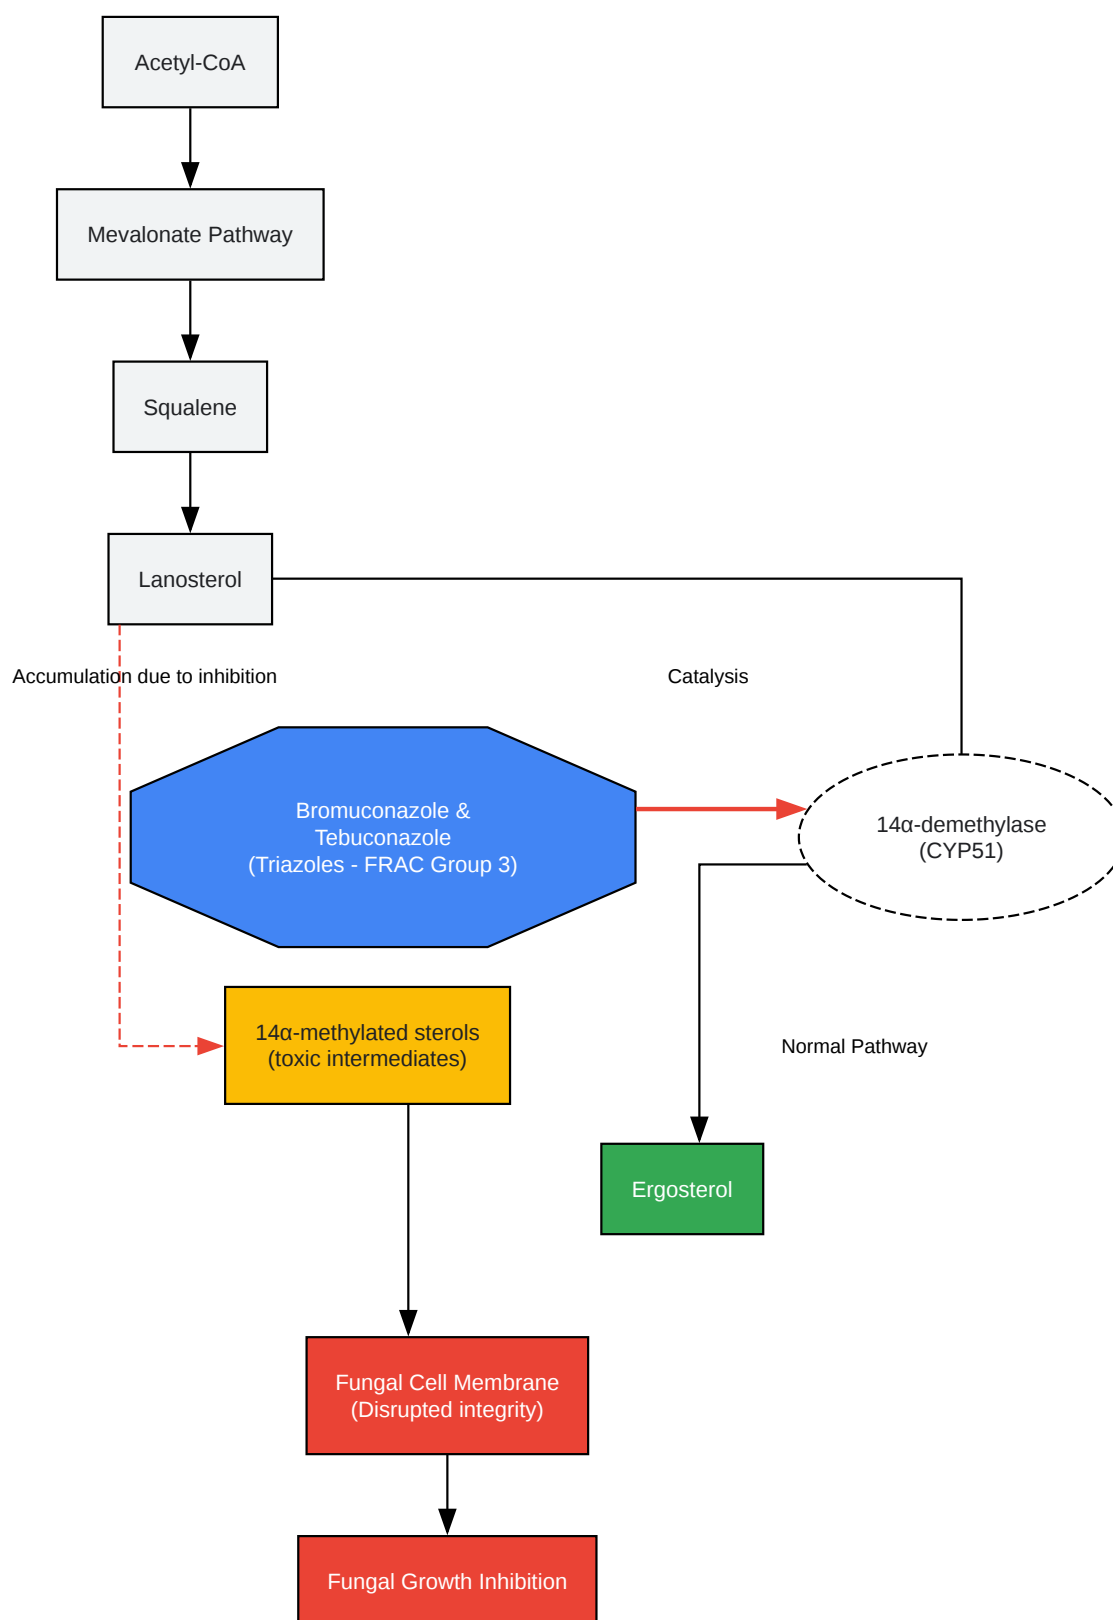 Acetyl-CoA
Mevalonate Pathway
Squalene
Lanosterol
Accumulation due to inhibition
Catalysis
Bromuconazole &
Tebuconazole
(Triazoles - FRAC Group 3)
14α-demethylase
(CYP51)
14α-methylated sterols
(toxic intermediates)
Normal Pathway
Ergosterol
Fungal Cell Membrane
(Disrupted integrity)
Fungal Growth Inhibition